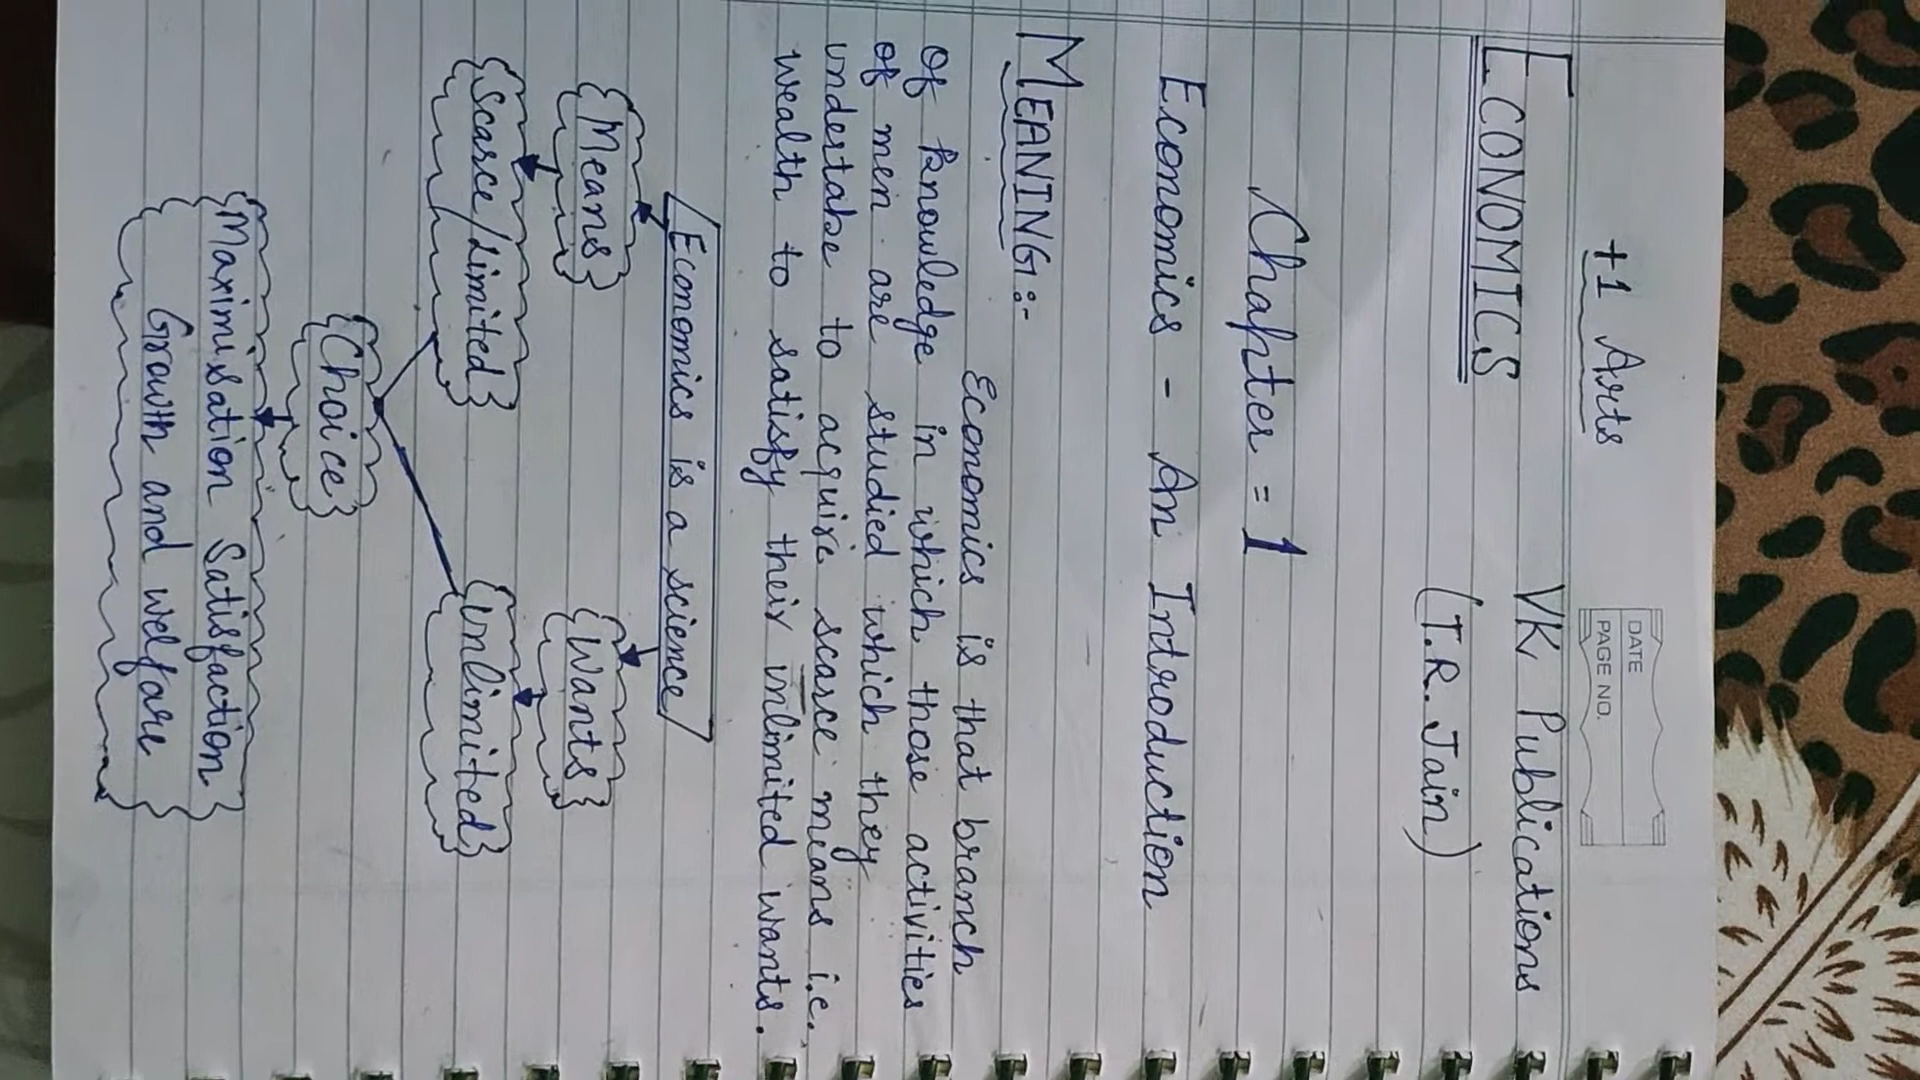 +1 Arts
DATE
PAGE NO.
ECONOMICS VK Publications
(T.R. Jain)
Chapter = 1
Economics - An Introduction
MEANING:-
Economics is that branch
of knowledge in which those activities
of men are studied which they
undertake to acquire scarce means i.e.,
wealth to satisfy their unlimited wants.
Economics is a science
Means Wants
Scarce/Limited Unlimited
Choice
Maximisation Satisfaction
Growth and welfare